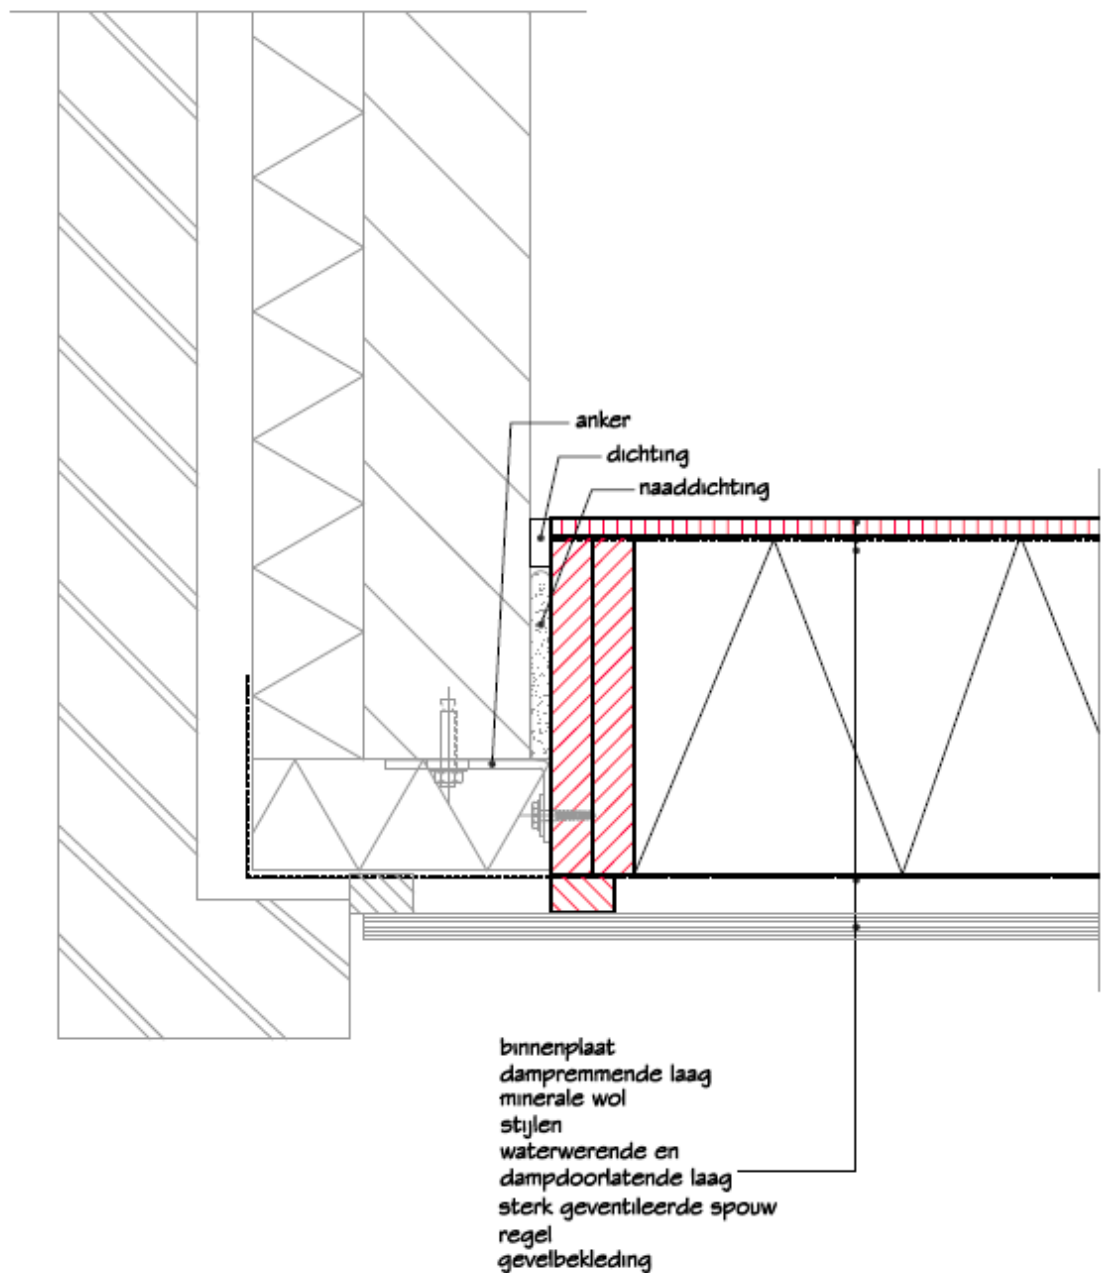 anker
dichting
naaddichting
binnenplaat
dampremmende laag
minerale wol
stijlen
waterwerende en
dampdoorlatende laag
sterk geventileerde spouw
regel
gevelbekleding